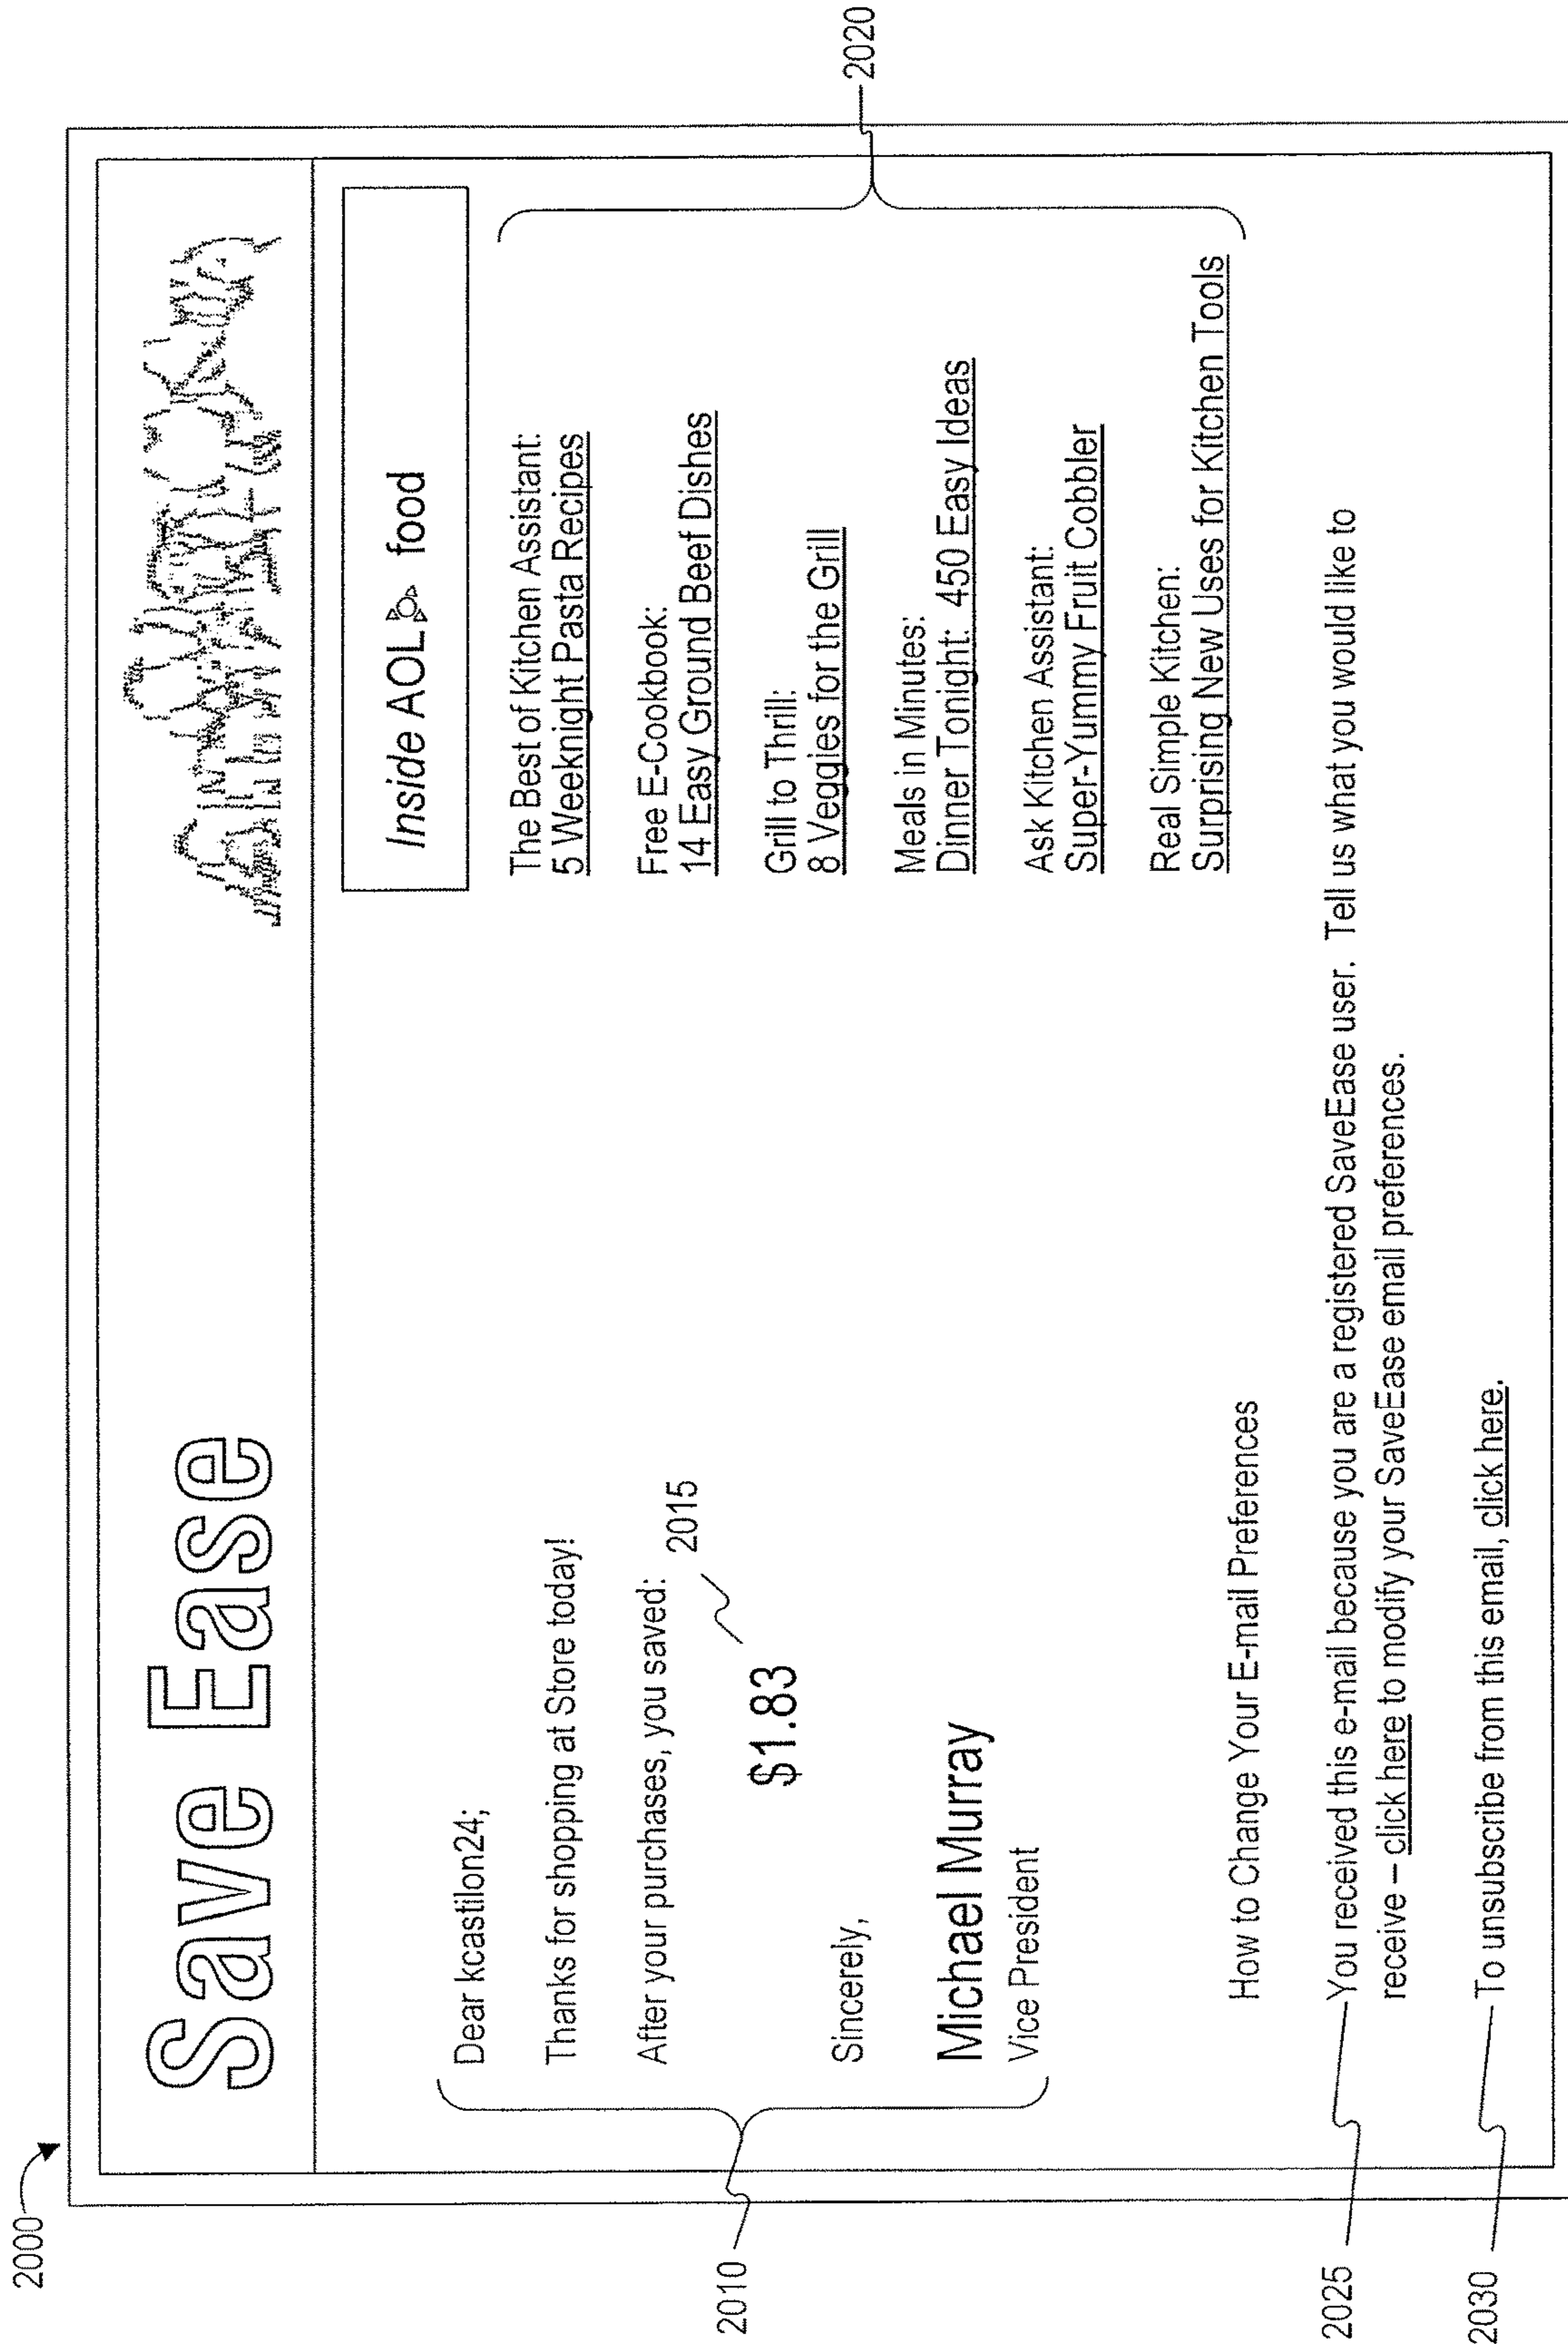 2000
Save Ease
Inside AOL food
Dear kcastilon24;
Thanks for shopping at Store today!
After your purchases, you saved:
2015
$1.83
Sincerely,
Michael Murray
Vice President
2010
The Best of Kitchen Assistant:
5 Weeknight Pasta Recipes
Free E-Cookbook:
14 Easy Ground Beef Dishes
Grill to Thrill:
8 Veggies for the Grill
Meals in Minutes:
Dinner Tonight: 450 Easy Ideas
Ask Kitchen Assistant:
Super-Yummy Fruit Cobbler
Real Simple Kitchen:
Surprising New Uses for Kitchen Tools
2020
How to Change Your E-mail Preferences
2025
You received this e-mail because you are a registered SaveEase user. Tell us what you would like to
receive – click here to modify your SaveEase email preferences.
2030
To unsubscribe from this email, click here.